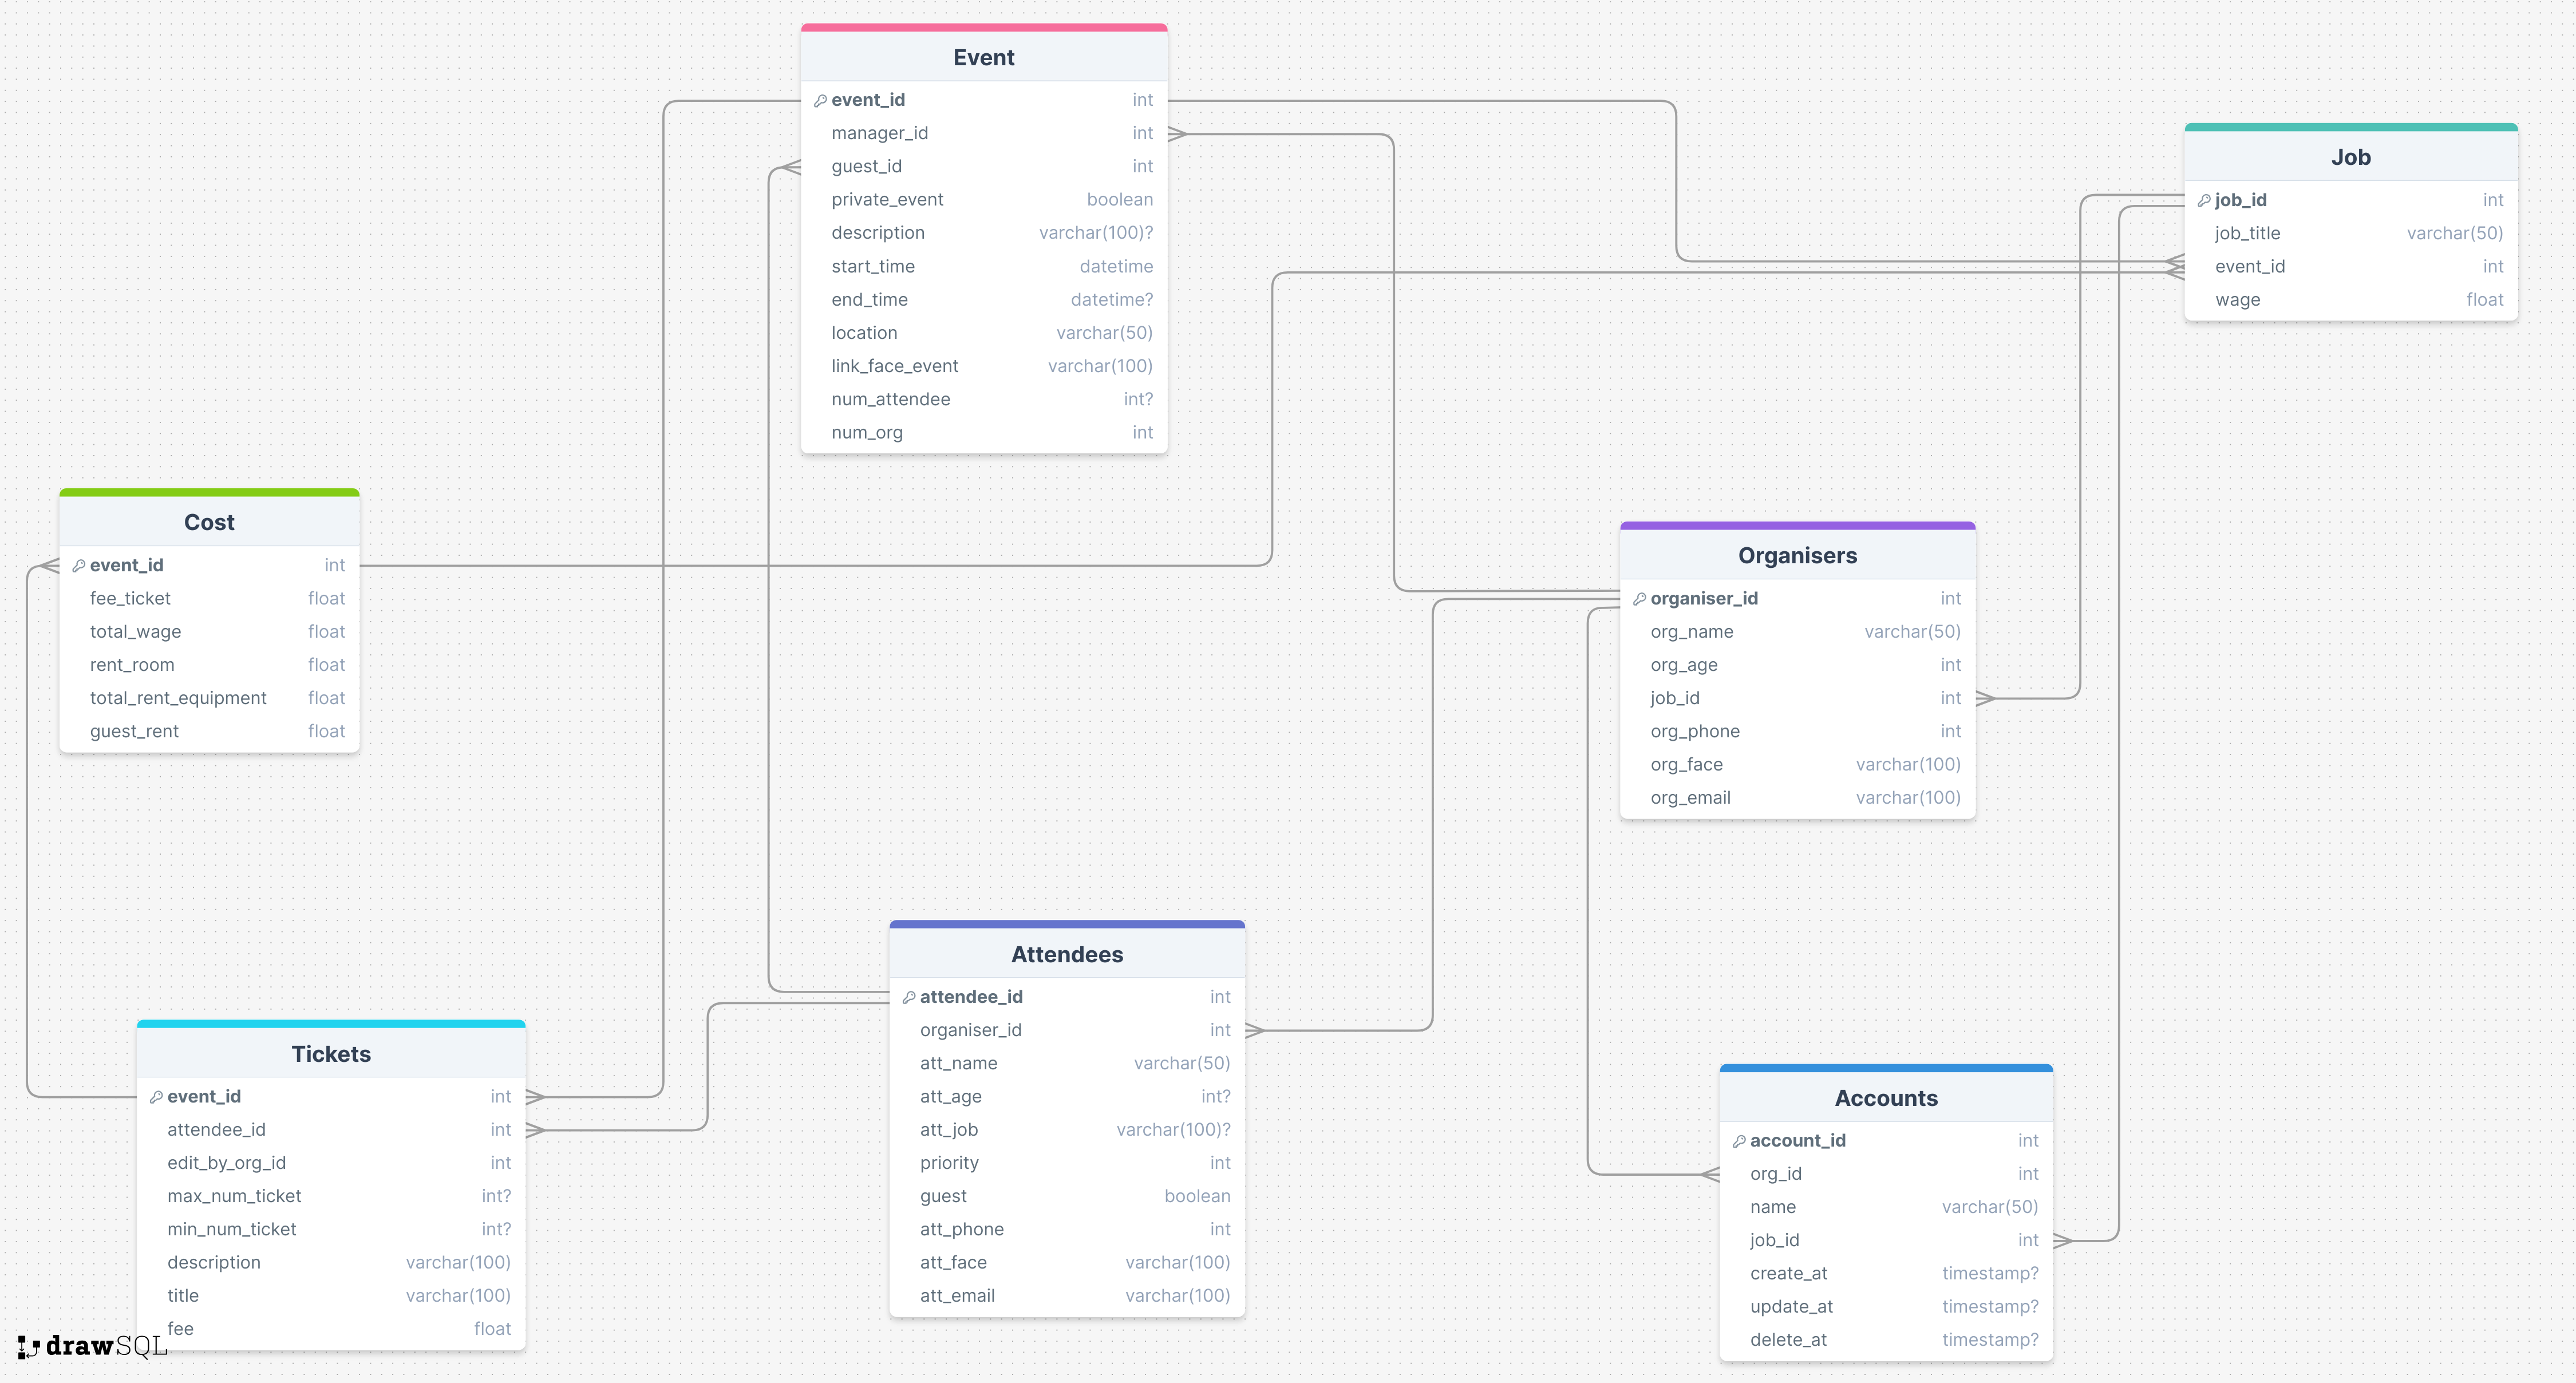 Event
event_id int
manager_id int
guest_id int
private_event boolean
description varchar(100)?
start_time datetime
end_time datetime?
location varchar(50)
link_face_event varchar(100)
num_attendee int?
num_org int
Job
job_id int
job_title varchar(50)
event_id int
wage float
Cost
event_id int
fee_ticket float
total_wage float
rent_room float
total_rent_equipment float
guest_rent float
Organisers
organiser_id int
org_name varchar(50)
org_age int
job_id int
org_phone int
org_face varchar(100)
org_email varchar(100)
Attendees
attendee_id int
organiser_id int
att_name varchar(50)
att_age int?
att_job varchar(100)?
priority int
guest boolean
att_phone int
att_face varchar(100)
att_email varchar(100)
Tickets
event_id int
attendee_id int
edit_by_org_id int
max_num_ticket int?
min_num_ticket int?
description varchar(100)
title varchar(100)
fee float
Accounts
account_id int
org_id int
name varchar(50)
job_id int
create_at timestamp?
update_at timestamp?
delete_at timestamp?
drawSQL